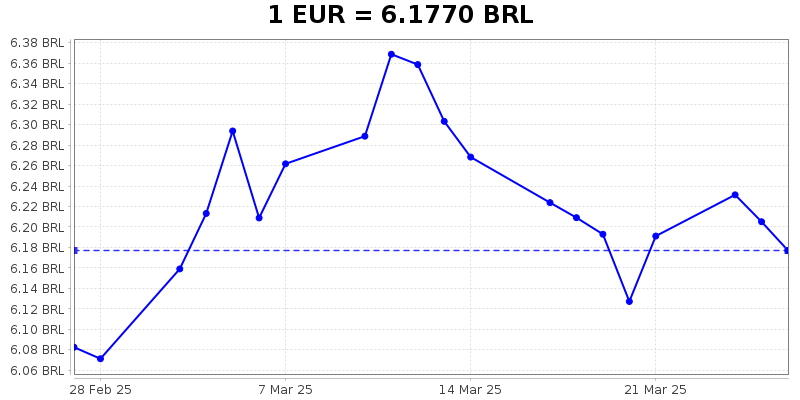 1 EUR = 6.1770 BRL
6.38 BRL
6.36 BRL
6.34 BRL
6.32 BRL
6.30 BRL
6.28 BRL
6.26 BRL
6.24 BRL
6.22 BRL
6.20 BRL
6.18 BRL
6.16 BRL
6.14 BRL
6.12 BRL
6.10 BRL
6.08 BRL
6.06 BRL
28 Feb 25 7 Mar 25 14 Mar 25 21 Mar 25